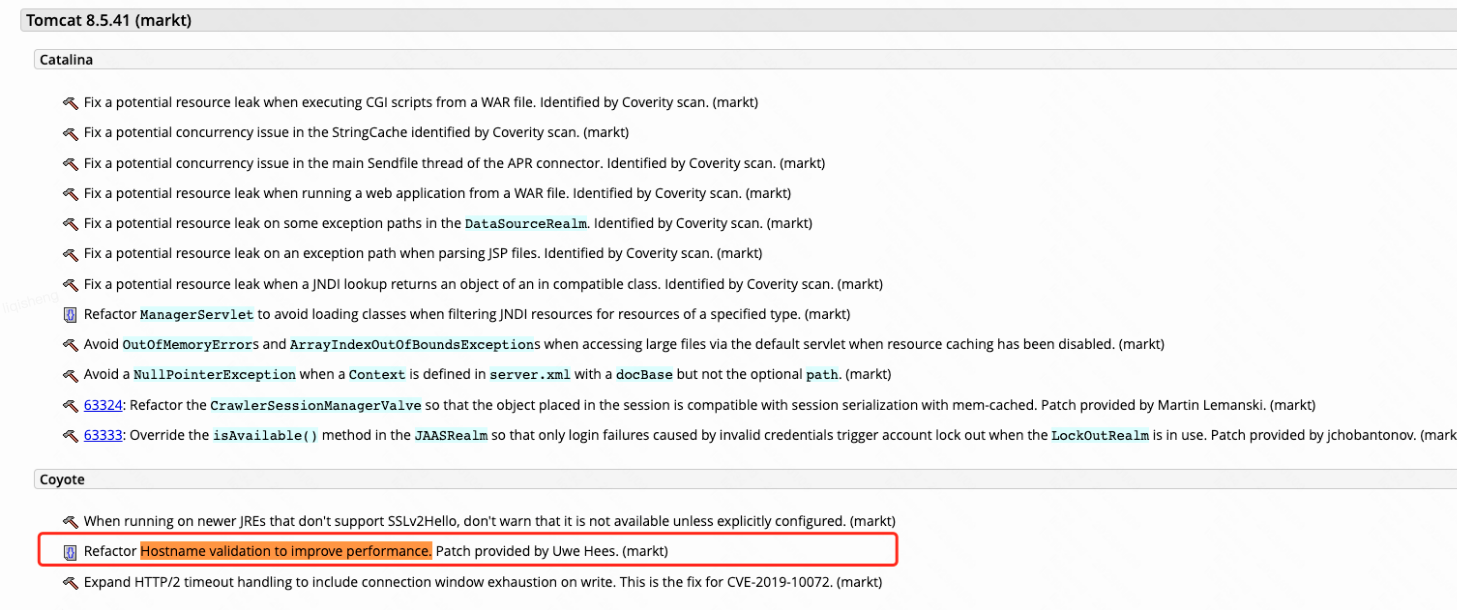 Tomcat 8.5.41 (markt)
Catalina
Fix a potential resource leak when executing CGI scripts from a WAR file. Identified by Coverity scan. (markt)
Fix a potential concurrency issue in the StringCache identified by Coverity scan. (markt)
Fix a potential concurrency issue in the main Sendfile thread of the APR connector. Identified by Coverity scan. (markt)
Fix a potential resource leak when running a web application from a WAR file. Identified by Coverity scan. (markt)
Fix a potential resource leak on some exception paths in the DataSourceRealm. Identified by Coverity scan. (markt)
Fix a potential resource leak on an exception path when parsing JSP files. Identified by Coverity scan. (markt)
Fix a potential resource leak when a JNDI lookup returns an object of an in compatible class. Identified by Coverity scan. (markt)
Refactor ManagerServlet to avoid loading classes when filtering JNDI resources for resources of a specified type. (markt)
Avoid OutOfMemoryErrors and ArrayIndexOutOfBoundsExceptions when accessing large files via the default servlet when resource caching has been disabled. (markt)
Avoid a NullPointerException when a Context is defined in server.xml with a docBase but not the optional path. (markt)
63324: Refactor the CrawlerSessionManagerValve so that the object placed in the session is compatible with session serialization with mem-cached. Patch provided by Martin Lemanski. (markt)
63333: Override the isAvailable() method in the JAASRealm so that only login failures caused by invalid credentials trigger account lock out when the LockOutRealm is in use. Patch provided by jchobantonov. (mark
Coyote
When running on newer JREs that don't support SSLv2Hello, don't warn that it is not available unless explicitly configured. (markt)
Refactor Hostname validation to improve performance. Patch provided by Uwe Hees. (markt)
Expand HTTP/2 timeout handling to include connection window exhaustion on write. This is the fix for CVE-2019-10072. (markt)